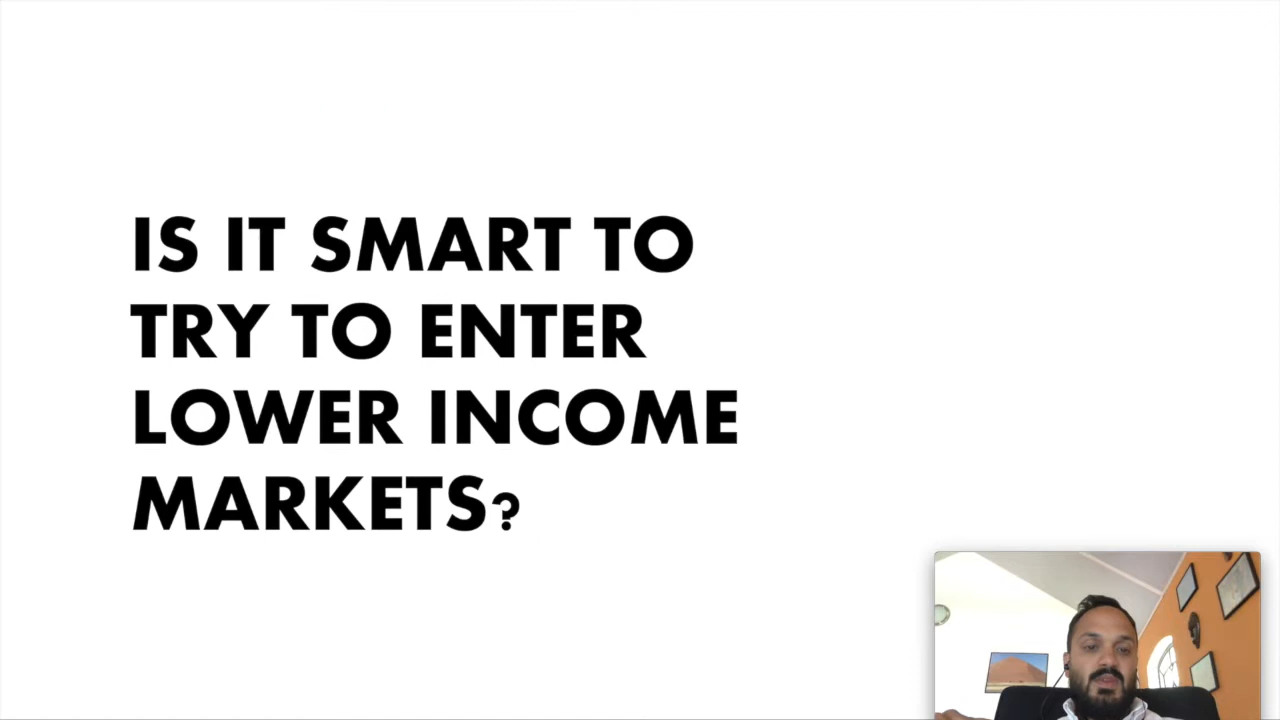 IS IT SMART TO
TRY TO ENTER
LOWER INCOME
MARKETS?